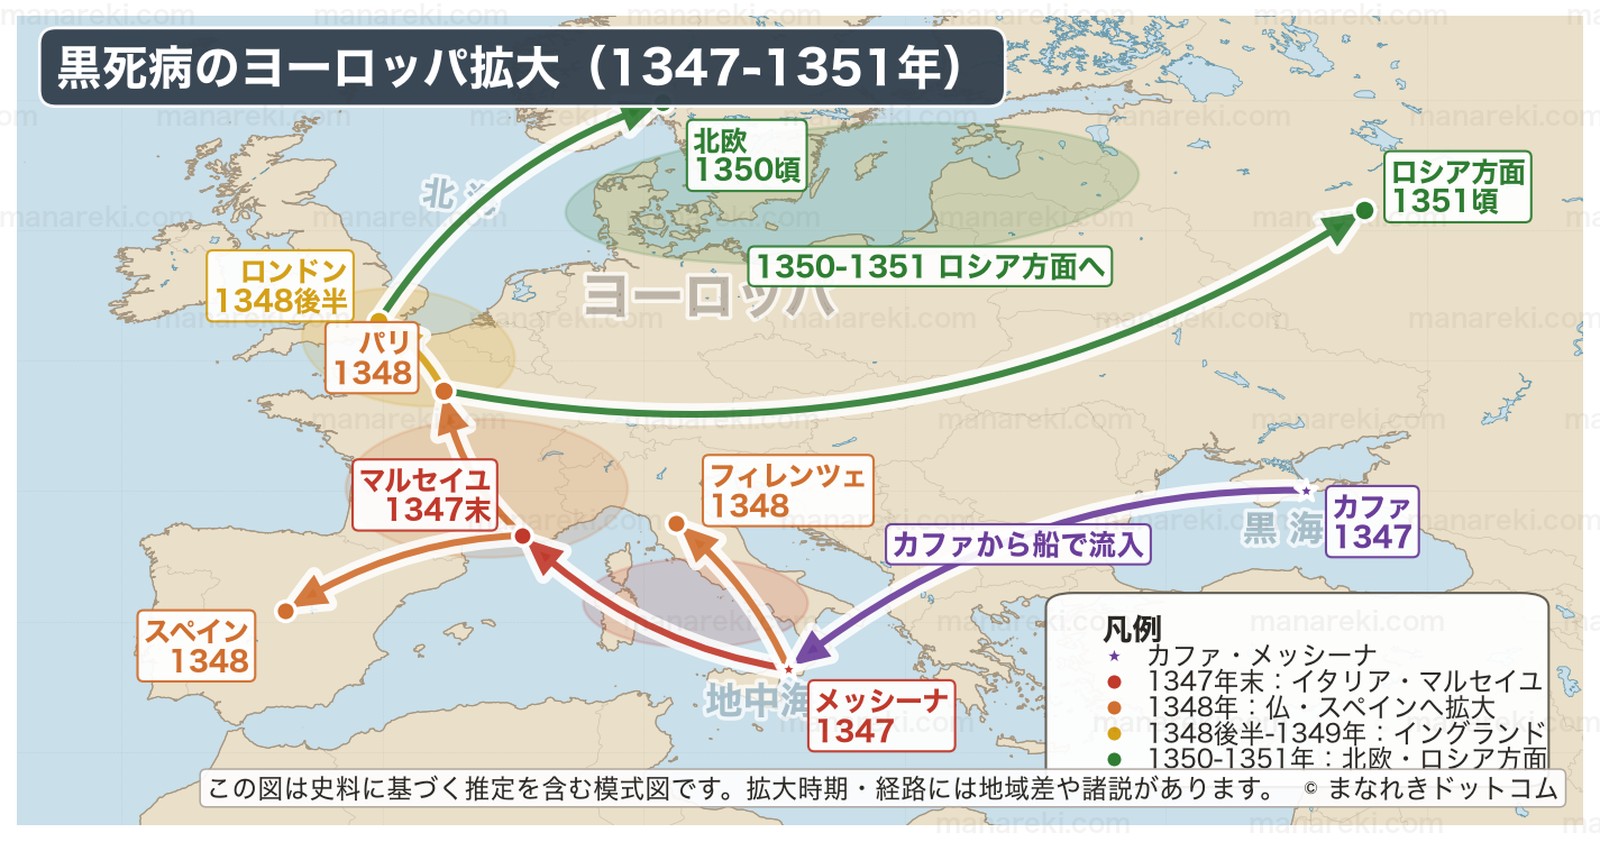 黒死病のヨーロッパ拡大（1347-1351年）
北欧
1350頃
ロシア方面
1351頃
北海
1350-1351 ロシア方面へ
ヨーロッパ
ロンドン
1348後半
パリ
1348
マルセイユ
1347末
フィレンツェ
1348
カファ
1347
黒海
カファから船で流入
スペイン
1348
地中海
メッシーナ
1347
凡例
カファ・メッシーナ
1347年末：イタリア・マルセイユ
1348年：仏・スペインへ拡大
1348後半-1349年：イングランド
1350-1351年：北欧・ロシア方面
この図は史料に基づく推定を含む模式図です。拡大時期・経路には地域差や諸説があります。 © まなれきドットコム
manareki.com